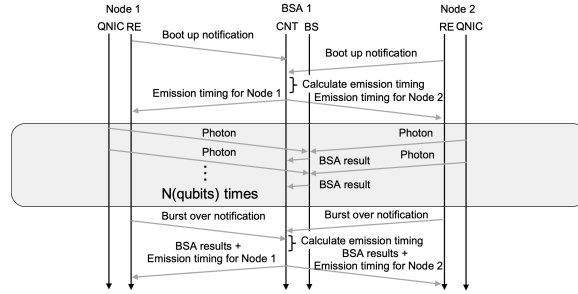 Node 1 BSA 1 Node 2
QNIC RE CNT BS RE QNIC
Boot up notification
Boot up notification
Calculate emission timing
Emission timing for Node 1 Emission timing for Node 2
Photon Photon
Photon Photon
BSA result
⋮
BSA result
N(qubits) times
Burst over notification Burst over notification
Calculate emission timing
BSA results +
Emission timing for Node 1
BSA results +
Emission timing for Node 2